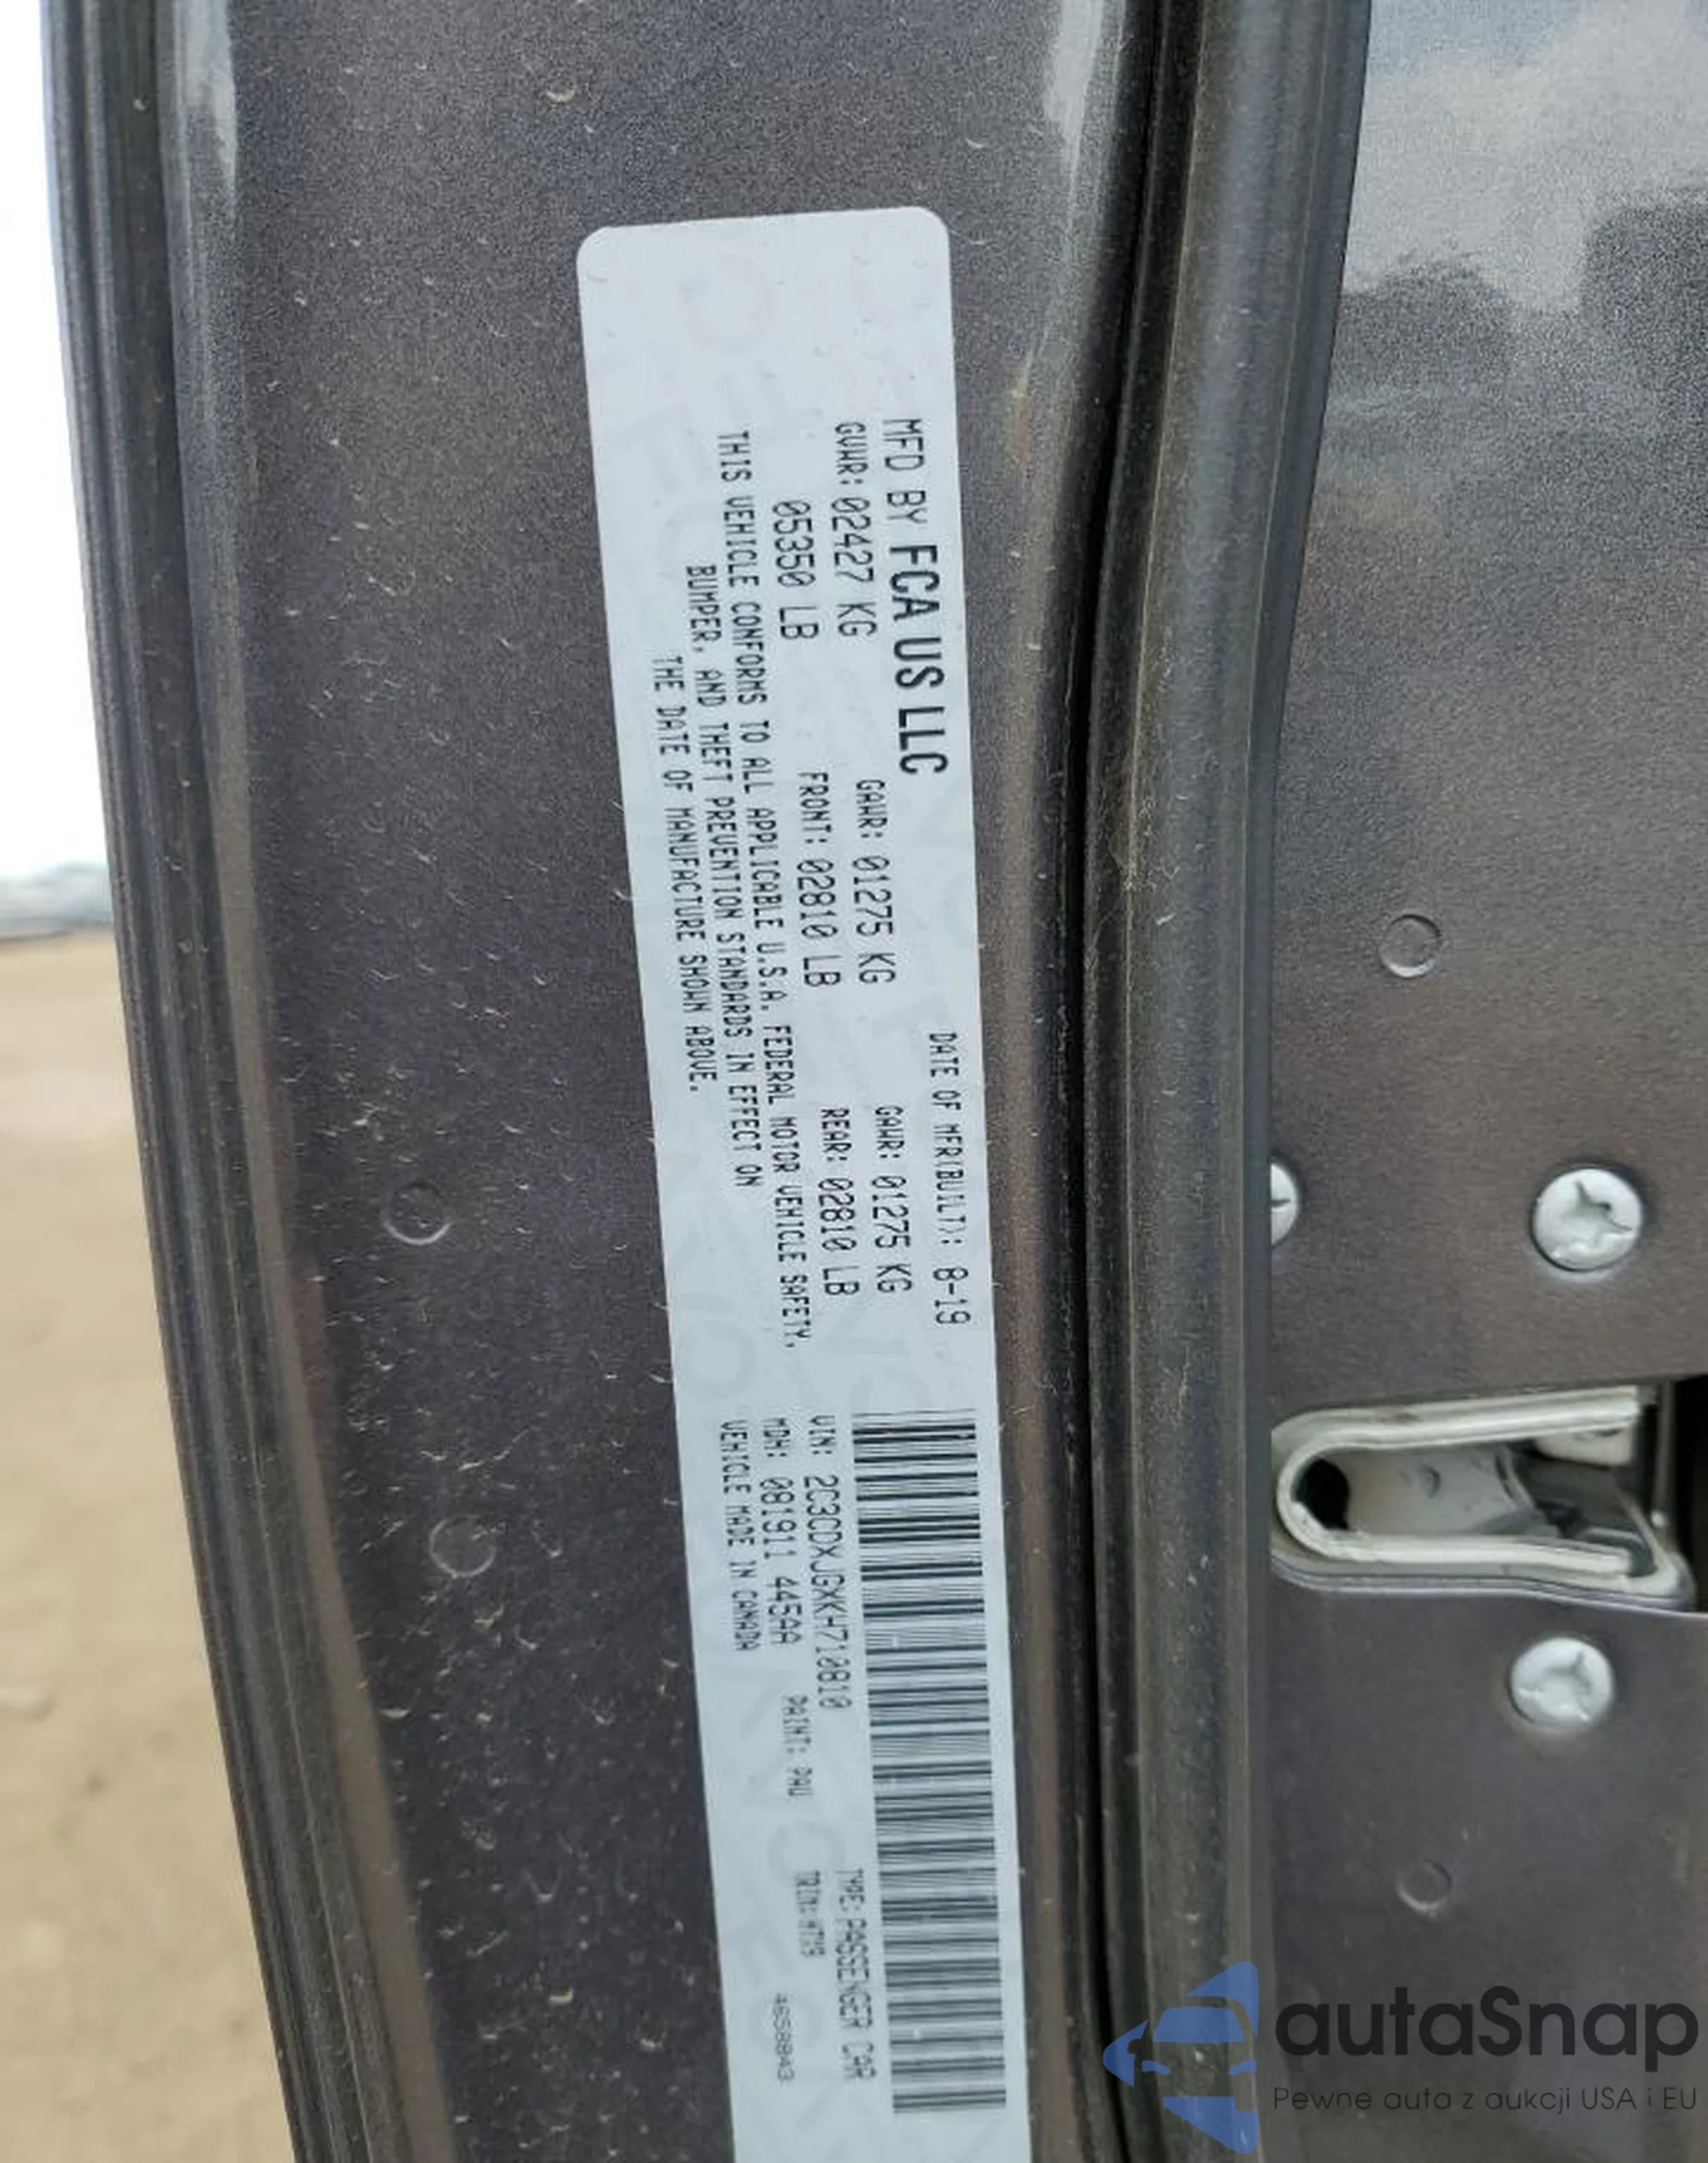 MFD BY FCA US LLC
DATE OF MFR(BUILT): 8-19
GVWR: 02427 KG
GAWR: 01275 KG
GAWR: 01275 KG
05350 LB
FRONT: 02810 LB
REAR: 02810 LB
THIS VEHICLE CONFORMS TO ALL APPLICABLE U.S.A. FEDERAL MOTOR VEHICLE SAFETY,
BUMPER, AND THEFT PREVENTION STANDARDS IN EFFECT ON
THE DATE OF MANUFACTURE SHOWN ABOVE.
VIN: 2C3CDXJGXKH710810
TYPE: PASSENGER CAR
MDH: 081911 445AA
PAINT: PAU
TRIM: H7X9
VEHICLE MADE IN CANADA
4658843
autaSnap
Pewne auta z aukcji USA i EU